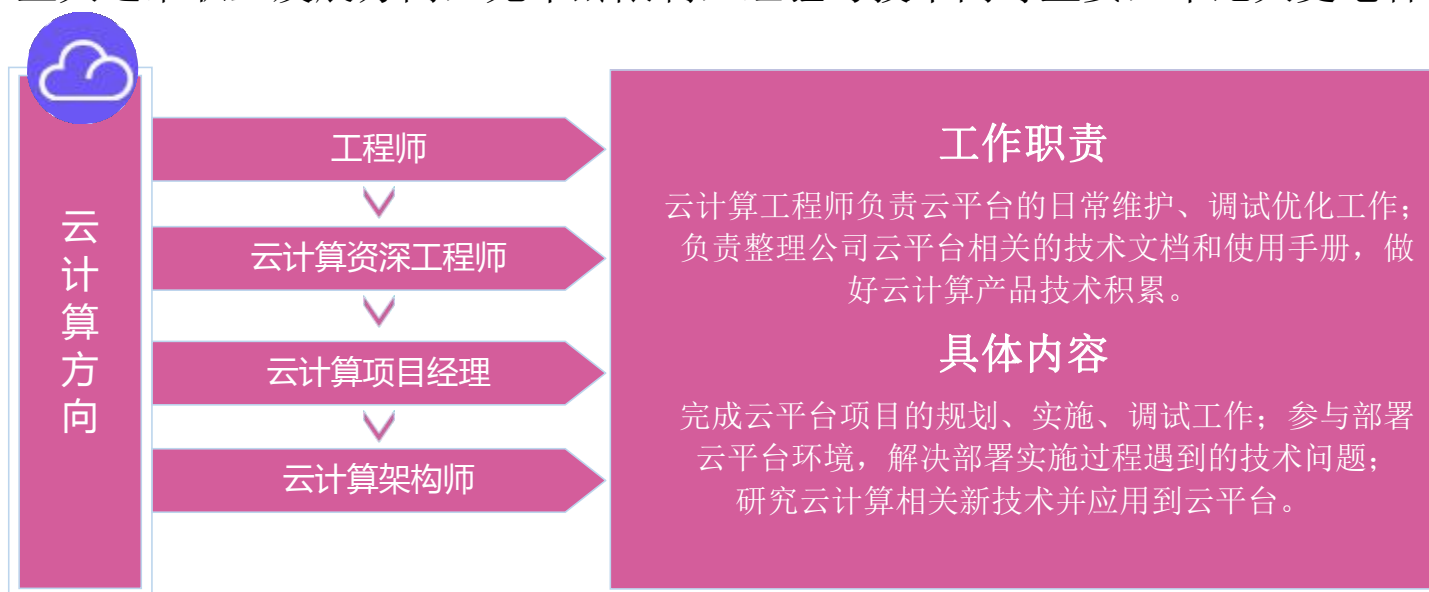 云计算方向
工程师
云计算资深工程师
云计算项目经理
云计算架构师
工作职责
云计算工程师负责云平台的日常维护、调试优化工作；
负责整理公司云平台相关的技术文档和使用手册，做
好云计算产品技术积累。
具体内容
完成云平台项目的规划、实施、调试工作；参与部署
云平台环境，解决部署实施过程遇到的技术问题；
研究云计算相关新技术并应用到云平台。